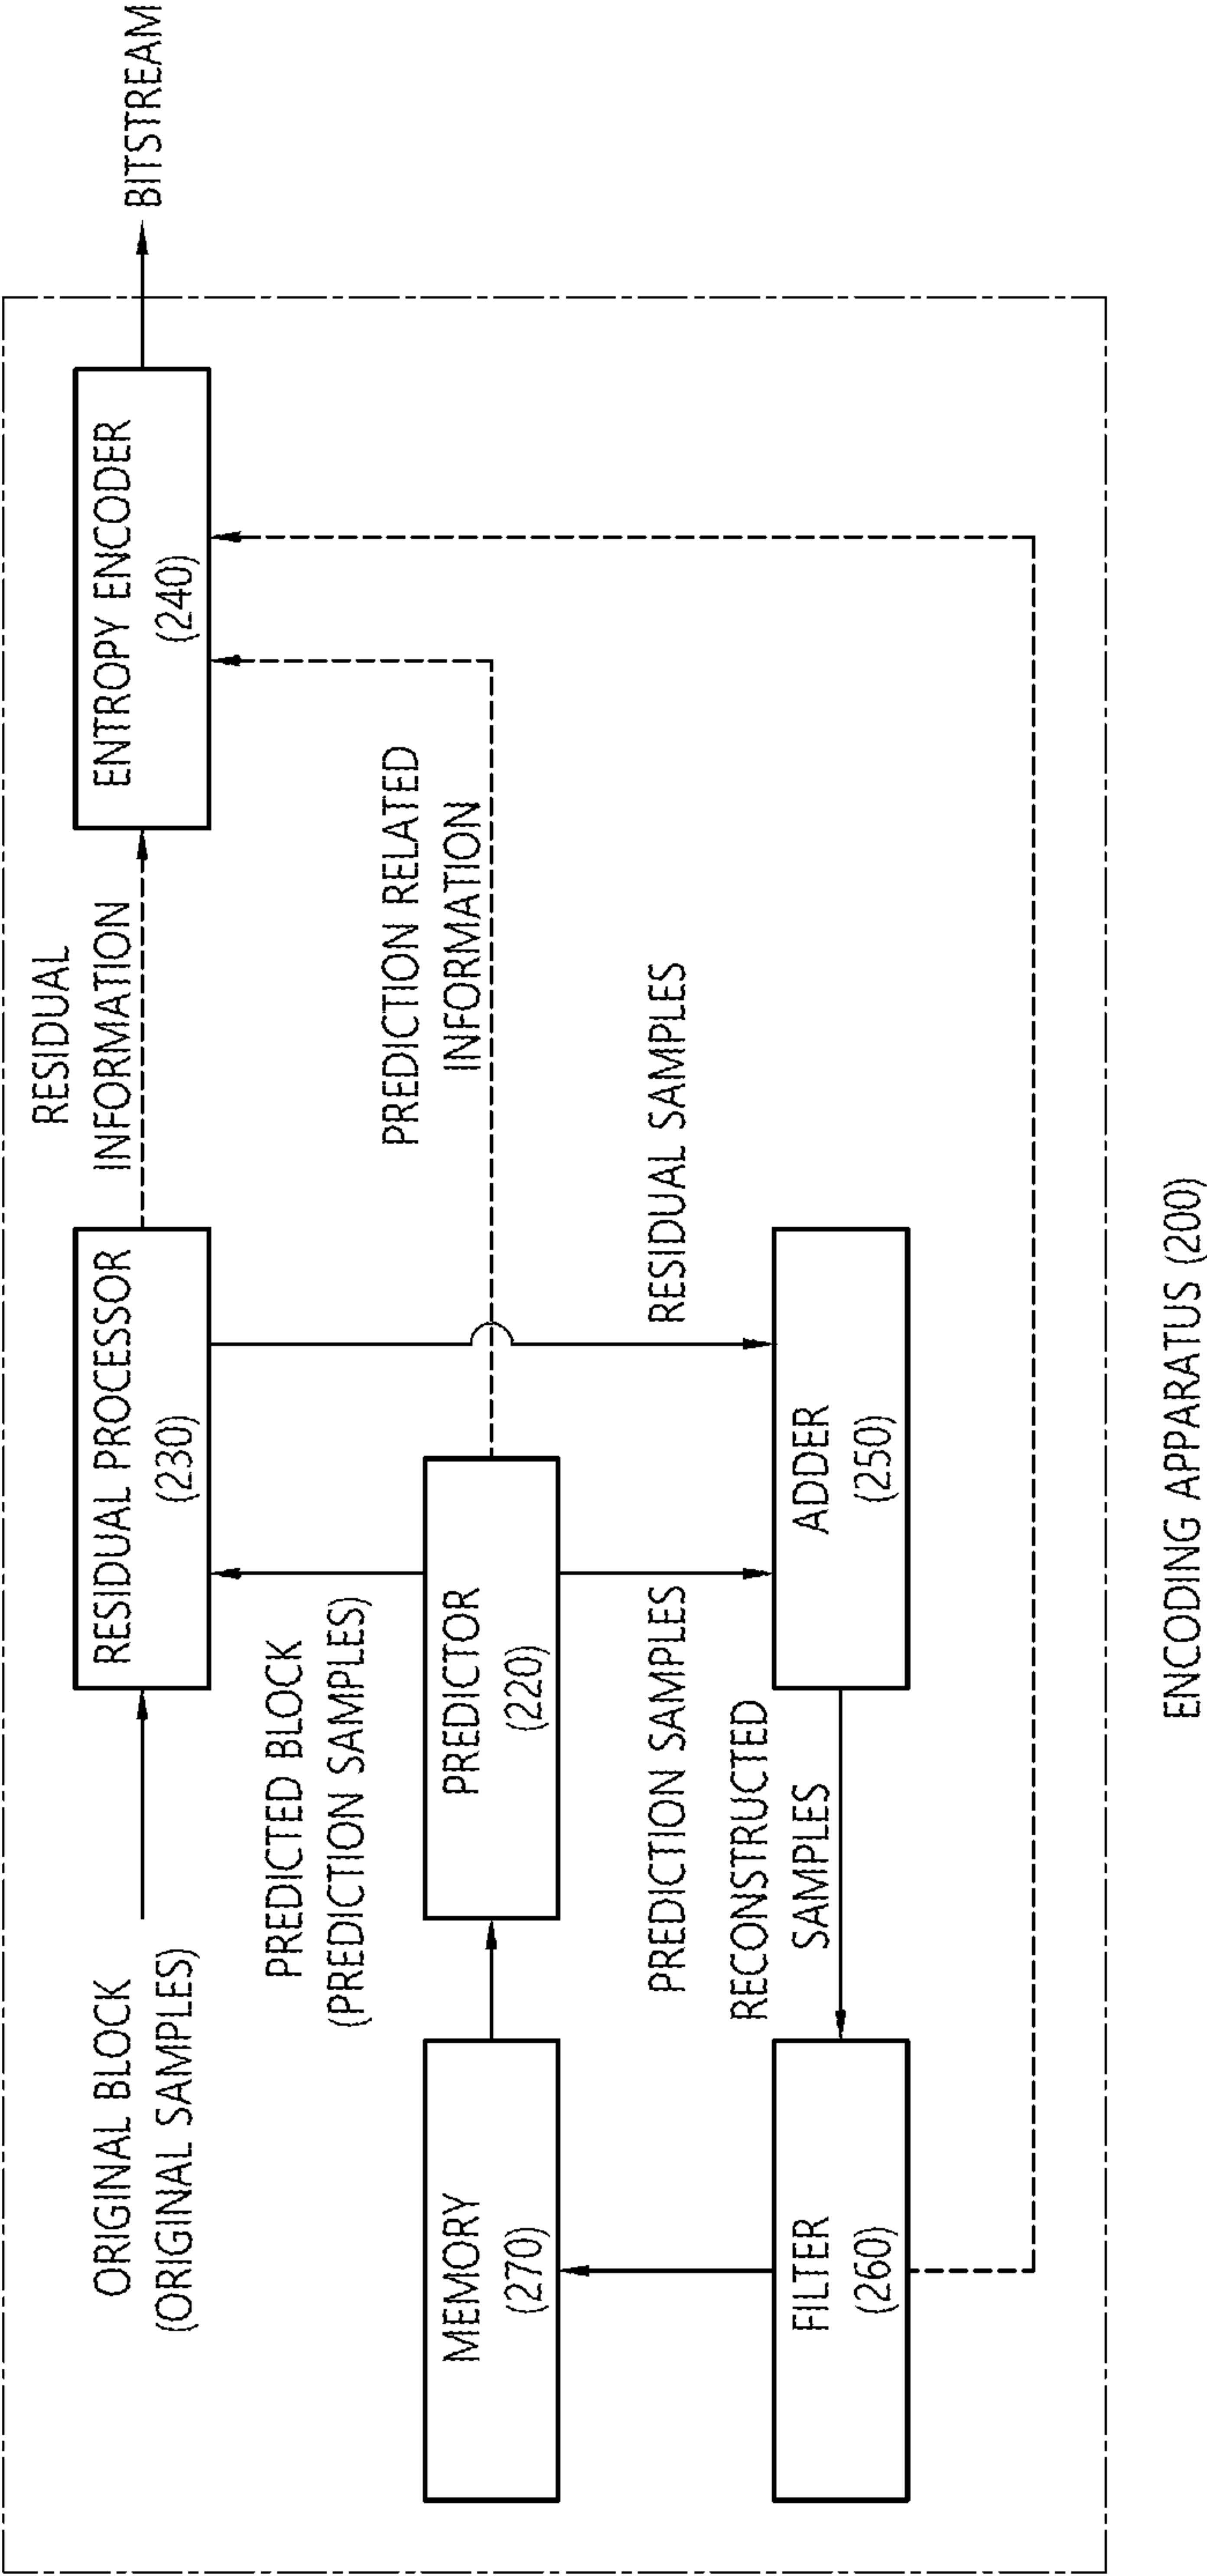 ORIGINAL BLOCK
(ORIGINAL SAMPLES)
RESIDUAL PROCESSOR
(230)
RESIDUAL
INFORMATION
ENTROPY ENCODER
(240)
BITSTREAM
PREDICTED BLOCK
(PREDICTION SAMPLES)
PREDICTION RELATED
INFORMATION
MEMORY
(270)
PREDICTOR
(220)
PREDICTION SAMPLES
RESIDUAL SAMPLES
RECONSTRUCTED
SAMPLES
FILTER
(260)
ADDER
(250)
ENCODING APPARATUS (200)